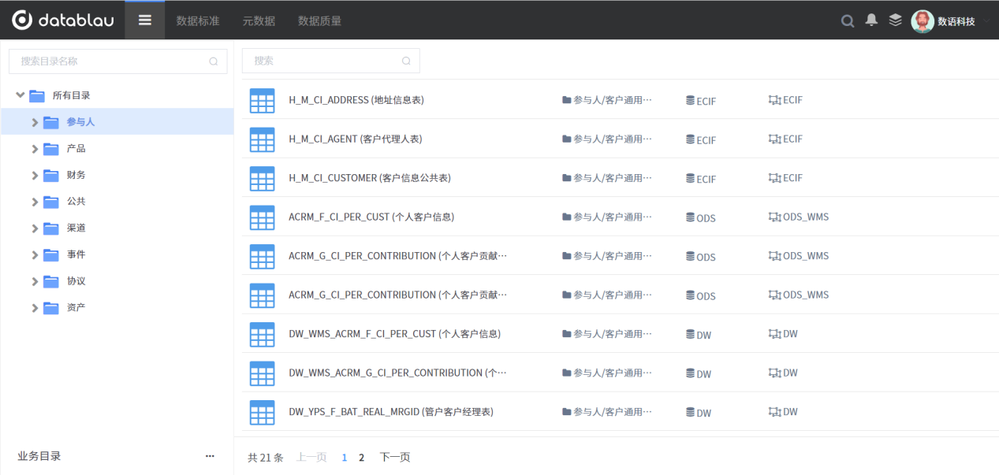 datablau 数据标准 元数据 数据质量 数语科技
搜索目录名称
所有目录
参与人
产品
财务
公共
渠道
事件
协议
资产
业务目录 ···
搜索
H_M_CI_ADDRESS (地址信息表) 参与人/客户通用··· ECIF ECIF
H_M_CI_AGENT (客户代理人表) 参与人/客户通用··· ECIF ECIF
H_M_CI_CUSTOMER (客户信息公共表) 参与人/客户通用··· ECIF ECIF
ACRM_F_CI_PER_CUST (个人客户信息) 参与人/客户通用··· ODS ODS_WMS
ACRM_G_CI_PER_CONTRIBUTION (个人客户贡献··· 参与人/客户通用··· ODS ODS_WMS
ACRM_G_CI_PER_CONTRIBUTION (个人客户贡献··· 参与人/客户通用··· ODS ODS_WMS
DW_WMS_ACRM_F_CI_PER_CUST (个人客户信息) 参与人/客户通用··· DW DW
DW_WMS_ACRM_G_CI_PER_CONTRIBUTION (个··· 参与人/客户通用··· DW DW
DW_YPS_F_BAT_REAL_MRGID (管户客户经理表) 参与人/客户通用··· DW DW
共 21 条 上一页 1 2 下一页